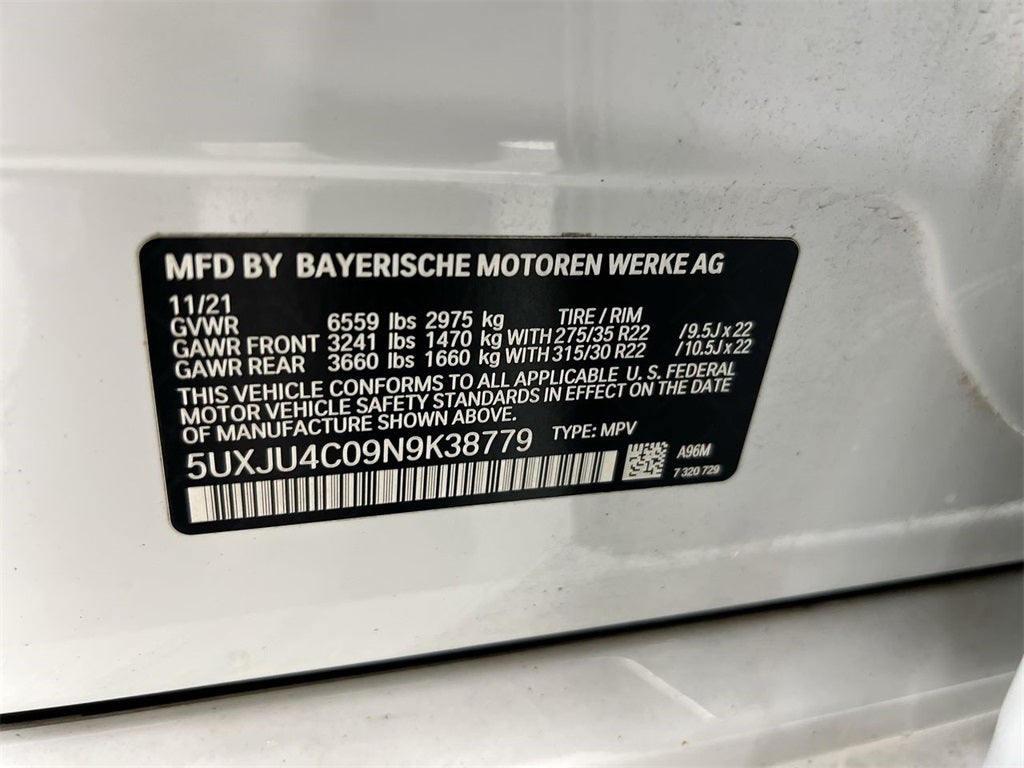 MFD BY BAYERISCHE MOTOREN WERKE AG
11/21 TIRE / RIM
GVWR 6559 lbs 2975 kg
GAWR FRONT 3241 lbs 1470 kg WITH 275/35 R22 /9.5J x 22
GAWR REAR 3660 lbs 1660 kg WITH 315/30 R22 /10.5J x 22
THIS VEHICLE CONFORMS TO ALL APPLICABLE U. S. FEDERAL
MOTOR VEHICLE SAFETY STANDARDS IN EFFECT ON THE DATE
OF MANUFACTURE SHOWN ABOVE.
5UXJU4C09N9K38779 TYPE: MPV
A96M
7 320 729